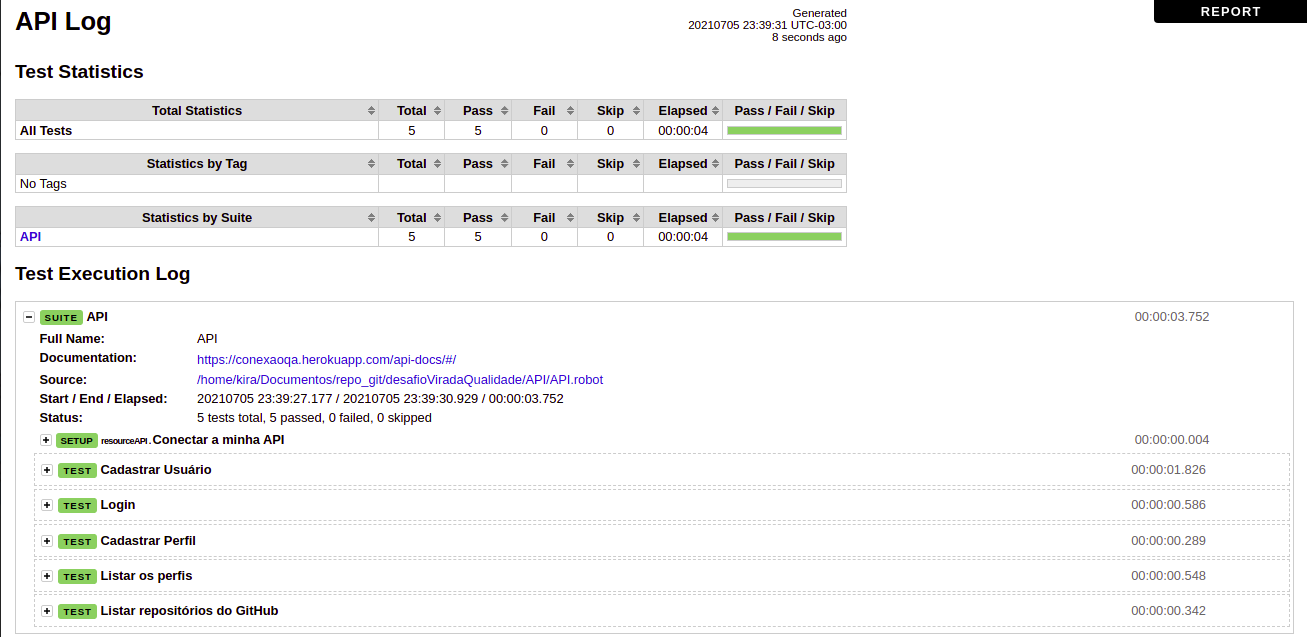 API Log
Generated
20210705 23:39:31 UTC-03:00
8 seconds ago
REPORT
Test Statistics
Total Statistics Total Pass Fail Skip Elapsed Pass / Fail / Skip
All Tests 5 5 0 0 00:00:04
Statistics by Tag Total Pass Fail Skip Elapsed Pass / Fail / Skip
No Tags
Statistics by Suite Total Pass Fail Skip Elapsed Pass / Fail / Skip
API 5 5 0 0 00:00:04
Test Execution Log
SUITE API 00:00:03.752
Full Name: API
Documentation: https://conexaoqa.herokuapp.com/api-docs/#/
Source: /home/kira/Documentos/repo_git/desafioViradaQualidade/API/API.robot
Start / End / Elapsed: 20210705 23:39:27.177 / 20210705 23:39:30.929 / 00:00:03.752
Status: 5 tests total, 5 passed, 0 failed, 0 skipped
SETUP resourceAPI . Conectar a minha API 00:00:00.004
TEST Cadastrar Usuário 00:00:01.826
TEST Login 00:00:00.586
TEST Cadastrar Perfil 00:00:00.289
TEST Listar os perfis 00:00:00.548
TEST Listar repositórios do GitHub 00:00:00.342